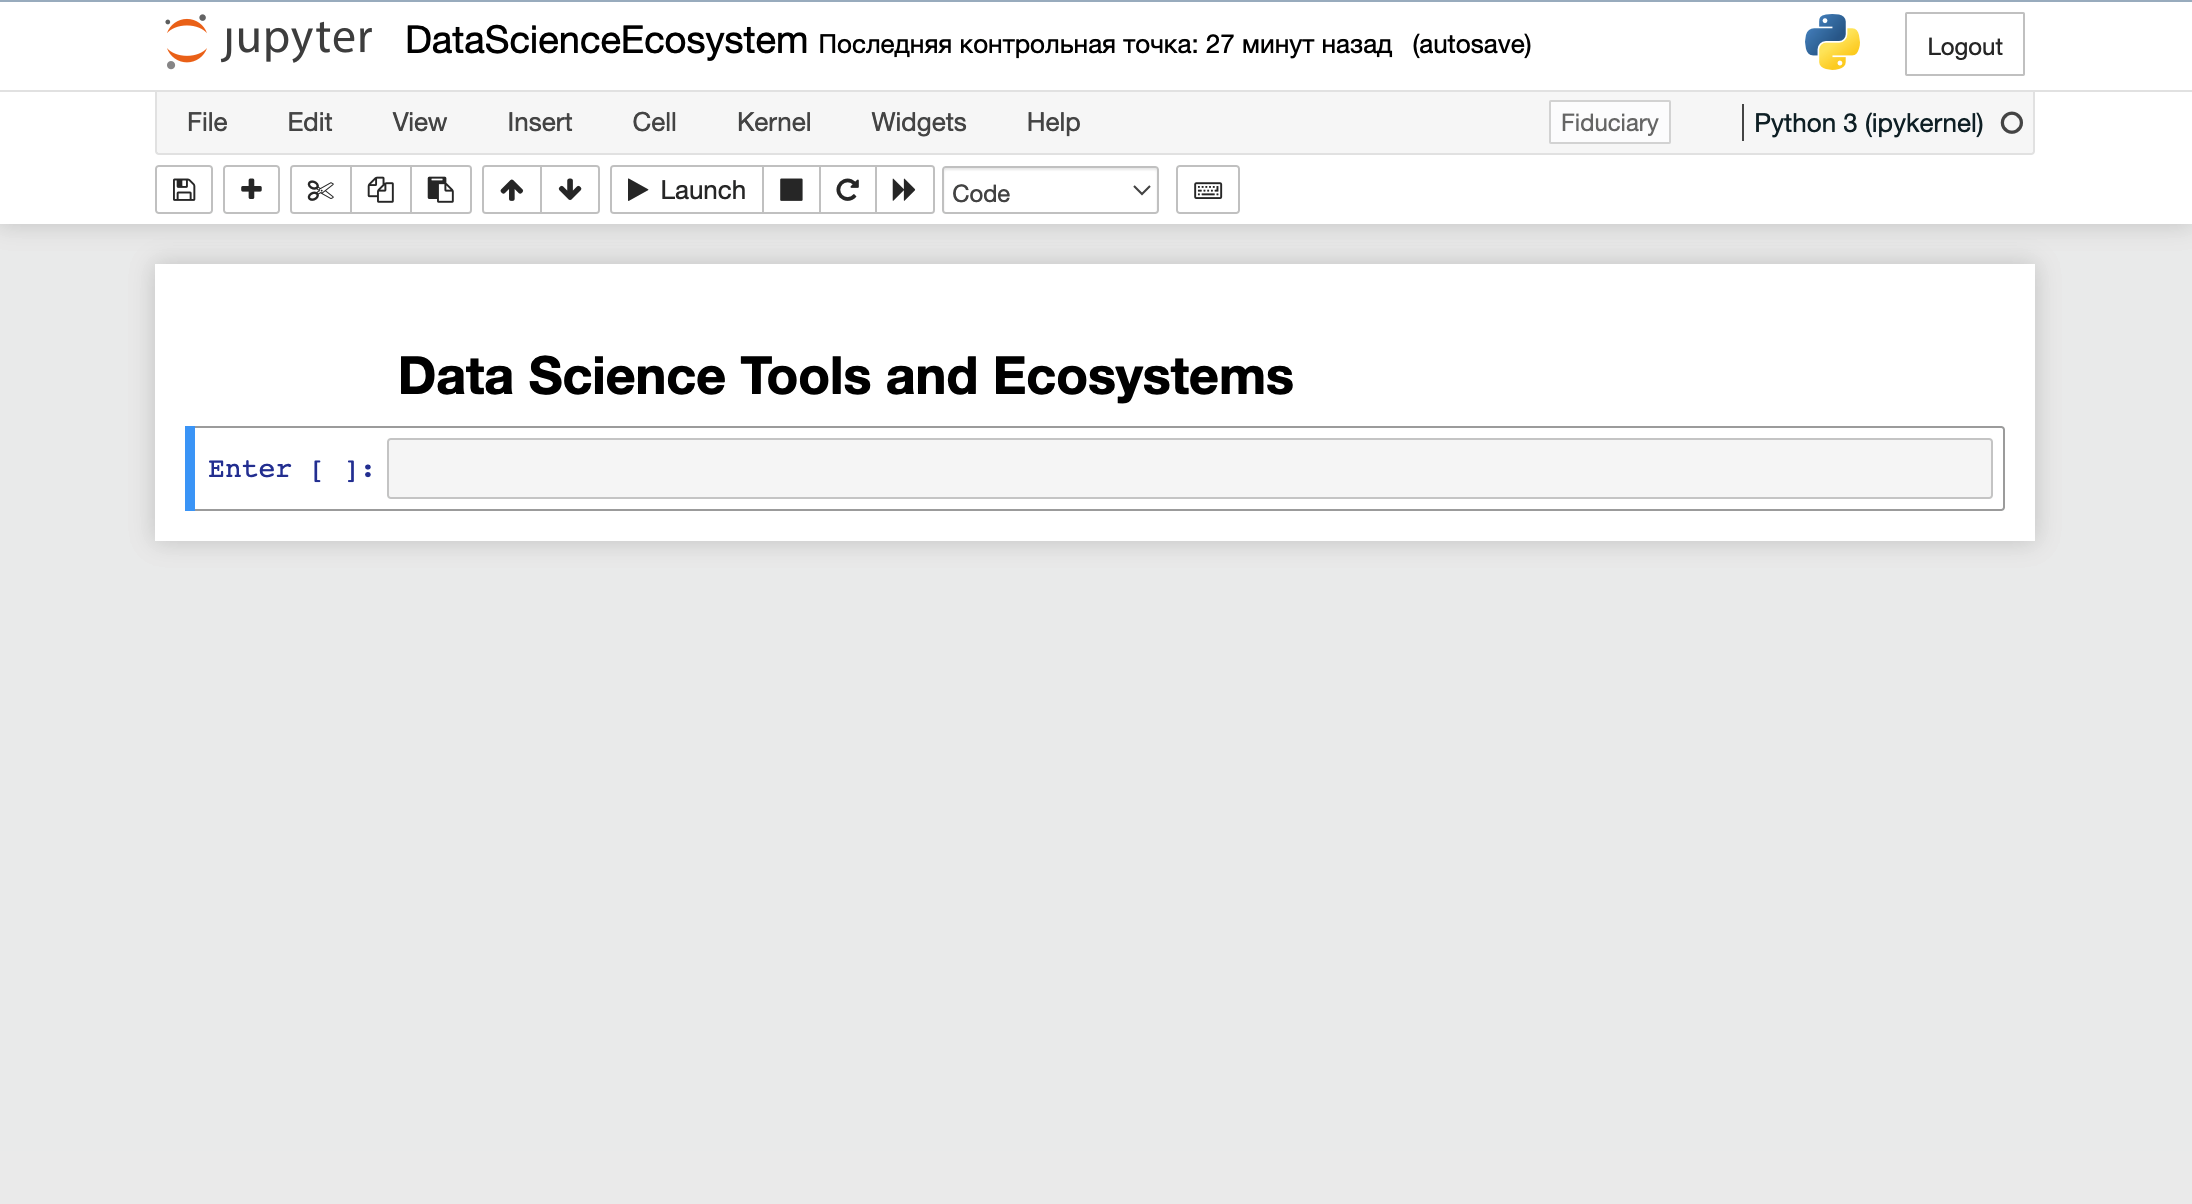 jupyter DataScienceEcosystem Последняя контрольная точка: 27 минут назад (autosave) Logout
File Edit View Insert Cell Kernel Widgets Help Fiduciary Python 3 (ipykernel)
Launch Code
Data Science Tools and Ecosystems
Enter [ ]: